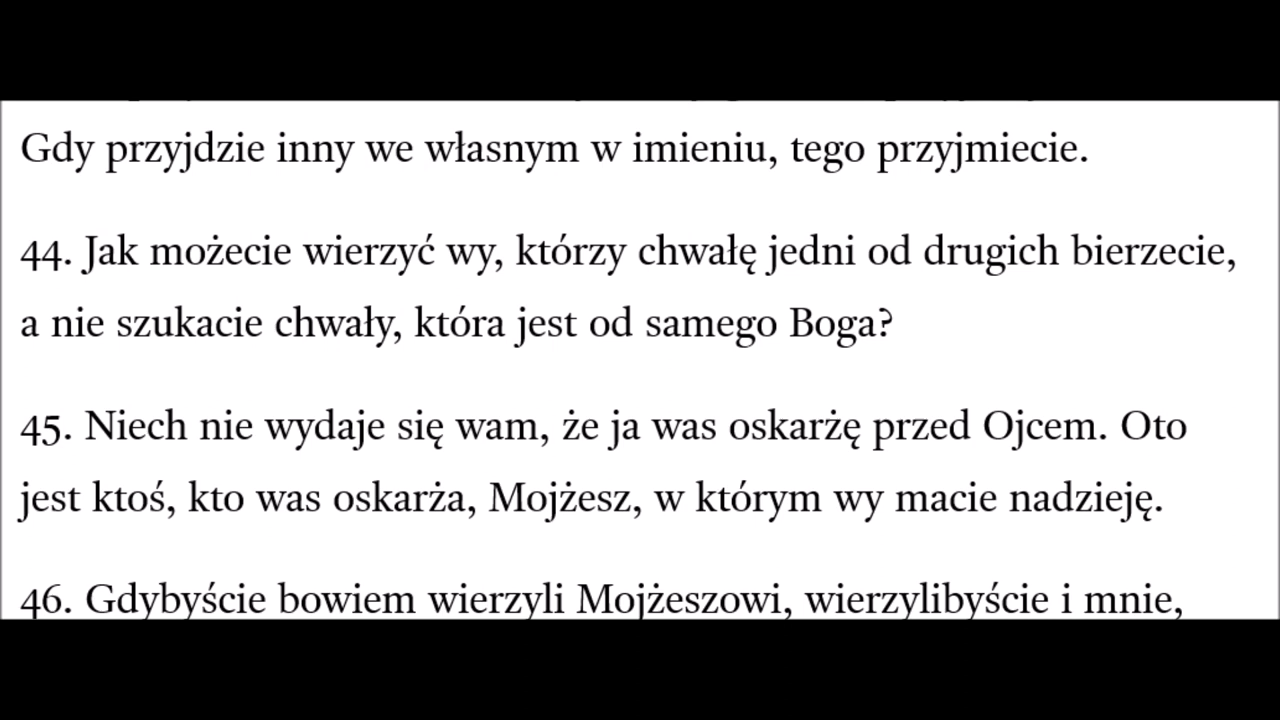 Gdy przyjdzie inny we własnym w imieniu, tego przyjmiecie.
44. Jak możecie wierzyć wy, którzy chwałę jedni od drugich bierzecie,
a nie szukacie chwały, która jest od samego Boga?
45. Niech nie wydaje się wam, że ja was oskarżę przed Ojcem. Oto
jest ktoś, kto was oskarża, Mojżesz, w którym wy macie nadzieję.
46. Gdybyście bowiem wierzyli Mojżeszowi, wierzylibyście i mnie,